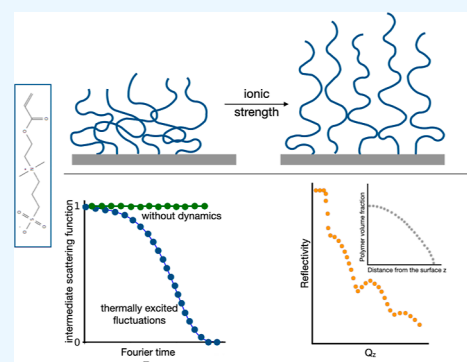 ionic
strength
1
without dynamics
thermally excited
fluctuations
0
intermediate scattering function
Fourier time
Reflectivity
Polymer volume fraction
Distance from the surface z
Qz